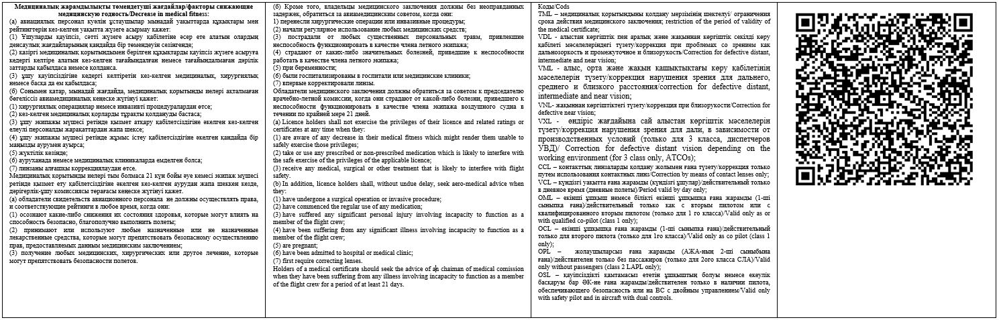 Медициналық жарамдылықты төмендетуші жағдайлар/факторы снижающие
медицинскую годность/Decrease in medical fitness:
(а) авиациялық персонал куәлін ұстаушылар мынадай уақыттарда құқықтары мен
рейтингтерін кез-келген уақытта жүзеге асырмау қажет:
(1) Ұшуларды қауіпсіз, сәтті жүзеге асыру қабілетіне әсер ете алатын олардың
денсаулық жағдайларының қандайда бір төмендеуін сезінгенде;
(2) қазіргі медициналық қорытындымен берілген құқықтарды қауіпсіз жүзеге асыруға
кедергі келтіре алатын кез-келген тағайындалған немесе тағайындалмаған дәрілік
заттарды қабылдаса немесе қолданса.
(3) ұшу қауіпсіздігіне кедергі келтіретін кез-келген медициналық, хирургиялық
немесе басқа да ем қабылдаса;
(б) Сонымен қатар, мынадай жағдайда, медициналық қорытынды иелері ақталмаған
бөгеліссіз авиамедициналық кеңеске жүгінуі қажет:
(1) хирургиялық операциялар немесе инвазивті процедуралардан өтсе;
(2) кез-келген медициналық қорларды тұрақты қолдануды бастаса;
(3) ұшу экипажы мүшесі ретінде қызмет атқару қабілетсіздігіне әкелген кез-келген
елеулі персоналды жарақаттардан жапа шексе;
(4) ұшу экипажы мүшесі ретінде жұмыс істеу қабілетсіздігіне әкелген қандайда бір
маңызды аурумен ауырса;
(5) жүктілік кезінде;
(6) ауруханада немесе медициналық клиникаларда емделген болса;
(7) линзаны алғашқы коррекциялаудан өтсе.
Медициналық қорытынды иелері тым болмаса 21 күн бойы әуе кемесі экипаж мүшесі
ретінде қызмет ету қабілетсіздігіне әкелген кез-келген аурудан жапа шеккен кезде,
дәрігерлік-ұшу комиссиясы төрағасы кеңесіне жүгінуі қажет.
(а) обладатели свидетельств авиационного персонала не должны осуществлять права,
и соответствующие рейтинги в любое время, когда они:
(1) осознают какие-либо снижения их состояния здоровья, которые могут влиять на
способность безопасно, благополучно выполнить полеты;
(2) принимают или используют любые назначенные или не назначенные
лекарственные средства, которые могут препятствовать безопасному осуществлению
прав, предоставляемых данным медицинским заключением;
(3) получение любых медицинских, хирургических или другое лечение, которые
могут препятствовать безопасности полетов.
(б) Кроме того, владельцы медицинского заключения должны без неоправданных
задержек, обратиться за авиамедицинским советом, когда они:
1) перенесли хирургические операции или инвазивные процедуры;
(2) начали регулярное использование любых медицинских средств;
(3) пострадали от любых существенных персональных травм, привлекшие
неспособность функционировать в качестве члена летного экипажа;
(4) страдают от каких-либо значительных болезней, приведшие к неспособности
работать в качестве члена летного экипажа;
(5) при беременности;
(6) были госпитализированы в госпитали или медицинские клиники;
(7) впервые корректировали линзы.
Обладатели медицинского заключения должны обратиться за советом к председателю
врачебно-летной комиссии, когда они страдают от какой-либо болезни, приведшего к
неспособности функционировать в качестве члена экипажа воздушного судна в
течении по крайней мере 21 дней.
(a) Licence holders shall not exercise the privileges of their licence and related ratings or
certificates at any time when they:
(1) are aware of any decrease in their medical fitness which might render them unable to
safely exercise those privileges;
(2) take or use any prescribed or non-prescribed medication which is likely to interfere with
the safe exercise of the privileges of the applicable licence;
(3) receive any medical, surgical or other treatment that is likely to interfere with flight
safety.
(b) In addition, licence holders shall, without undue delay, seek aero-medical advice when
they:
(1) have undergone a surgical operation or invasive procedure;
(2) have commenced the regular use of any medication;
(3) have suffered any significant personal injury involving incapacity to function as a
member of the flight crew;
(4) have been suffering from any significant illness involving incapacity to function as a
member of the flight crew;
(5) are pregnant;
(6) have been admitted to hospital or medical clinic;
(7) first require correcting lenses.
Holders of a medical certificate should seek the advice of an chaiman of medical comission
when they have been suffering from any illness involving incapacity to function as a member
of the flight crew for a period of at least 21 days.
Коды/Cods
TML – медициналық қорытындыны қолдану мерзімінің шектелуі/ ограничения
срока действия медицинского заключения; restriction of the period of validity of
the medical certificate;
VDL - алыстан көргіштік пен аралық және жақыннан көргіштік секілді көру
қабілеті мәселелеріндегі түзету/коррекция при проблемах со зрением как
дальнозоркость и промежуточное и близорукость/Correction for defective distant,
intermediate and near vision;
VML - алыс, орта және жақын қашықтықтағы көру қабілетінің
мәселелерін түзету/коррекция нарушения зрения для дальнего,
среднего и близкого расстояния/correction for defective distant,
intermediate and near vision;
VNL- жақыннан көргіштікті түзету/коррекция при близорукости/Correction for
defective near vision;
VXL - өндіріс жағдайына сай алыстан көргіштік мәселелерін
түзету/коррекция нарушения зрения для дали, в зависимости от
производственных условий (только для 3 класса, диспетчеров
УВД)/ Correction for defective distant vision depending on the
working environment (for 3 class only, ATCOs);
CCL – контакттық линзаларды қолдану жолымен ғана түзету/коррекция только
путем использования контактных линз/Correction by means of contact lenses only;
VCL – күндізгі уақытта ғана жарамды (күндізгі ұшулар)/действительный только
в дневное время (дневные полеты)/Period valid by day only;
OML – екінші ұшқыш немесе білікті екінші ұшқышқа ғана жарамды (1-ші
сыныпқа ғана)/действительный только как с вторым пилотом или с
квалифицированного вторым пилотом (только для 1 го класса)/Valid only as or
with qualified co-pilot (class 1 only);
OCL – екінші ұшқышқа ғана жарамды (1-ші сыныпқа ғана)/действительный
только для второго пилота (только для 1го класса)/Valid only as co pilot (class 1
only);
OPL – жолаушыларсыз ғана жарамды (АЖА-ның 2-ші сыныбына
ғана)/действителен только без пассажиров (только для 2ого класса СЛА)/Valid
only without passengers (class 2 LAPL only);
OSL – қауіпсіздікті қамтамасыз ететін ұшқыштың болуы немесе екеулік
басқаруы бар ӘК-не ғана жарамды/действителен только в наличии пилота,
обеспечивающего безопасность или на ВС с двойным управлением/Valid only
with safety pilot and in aircraft with dual controls.